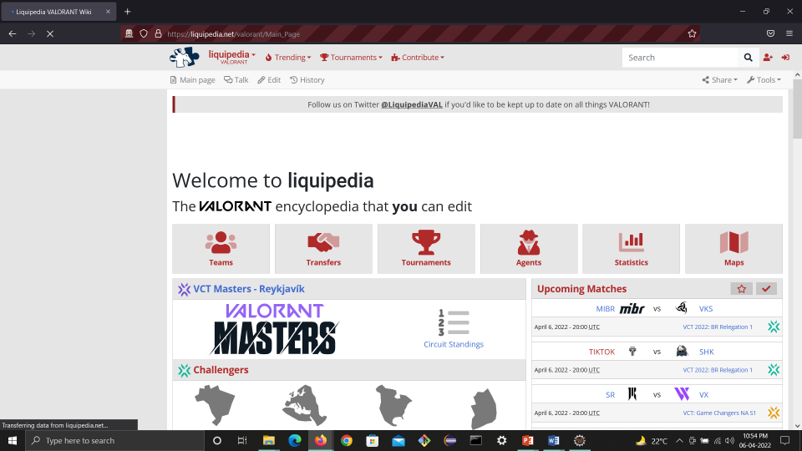 Liquipedia VALORANT Wiki
https://liquipedia.net/valorant/Main_Page
liquipedia
VALORANT
Trending
Tournaments
Contribute
Search
Main page
Talk
Edit
History
Share
Tools
Follow us on Twitter @LiquipediaVAL if you'd like to be kept up to date on all things VALORANT!
Welcome to liquipedia
The VALORANT encyclopedia that you can edit
Teams
Transfers
Tournaments
Agents
Statistics
Maps
VCT Masters - Reykjavík
VALORANT
MASTERS
1
2
3
Circuit Standings
Challengers
Upcoming Matches
MIBR mibr vs VKS
April 6, 2022 - 20:00 UTC
VCT 2022: BR Relegation 1
TIKTOK vs SHK
April 6, 2022 - 20:00 UTC
VCT 2022: BR Relegation 1
SR vs VX
April 6, 2022 - 20:00 UTC
VCT: Game Changers NA S1
Transferring data from liquipedia.net...
Type here to search
22°C
10:54 PM
06-04-2022